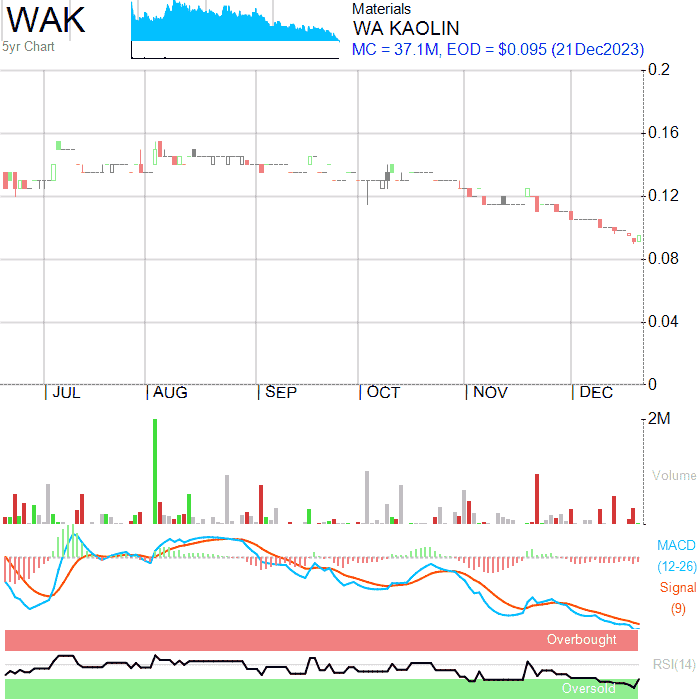 WAK
5yr Chart
Materials
WA KAOLIN
MC = 37.1M, EOD = $0.095 (21Dec2023)
0.2
0.16
0.12
0.08
0.04
0
JUL AUG SEP OCT NOV DEC
2M
Volume
MACD
(12-26)
Signal
(9)
Overbought
RSI(14)
Oversold